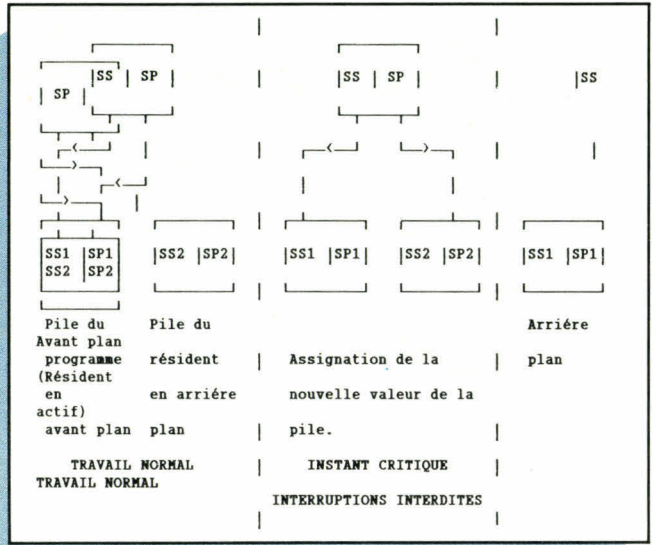 SS SP SS SP SS
SP
SS1 SP1 SS2 SP2 SS1 SP1 SS2 SP2 SS1 SP1
SS2 SP2
Pile du Pile du Arriére
Avant plan
programme résident Assignation de la plan
(Résident
en en arriére nouvelle valeur de la
actif)
avant plan plan pile.
TRAVAIL NORMAL INSTANT CRITIQUE
TRAVAIL NORMAL
INTERRUPTIONS INTERDITES